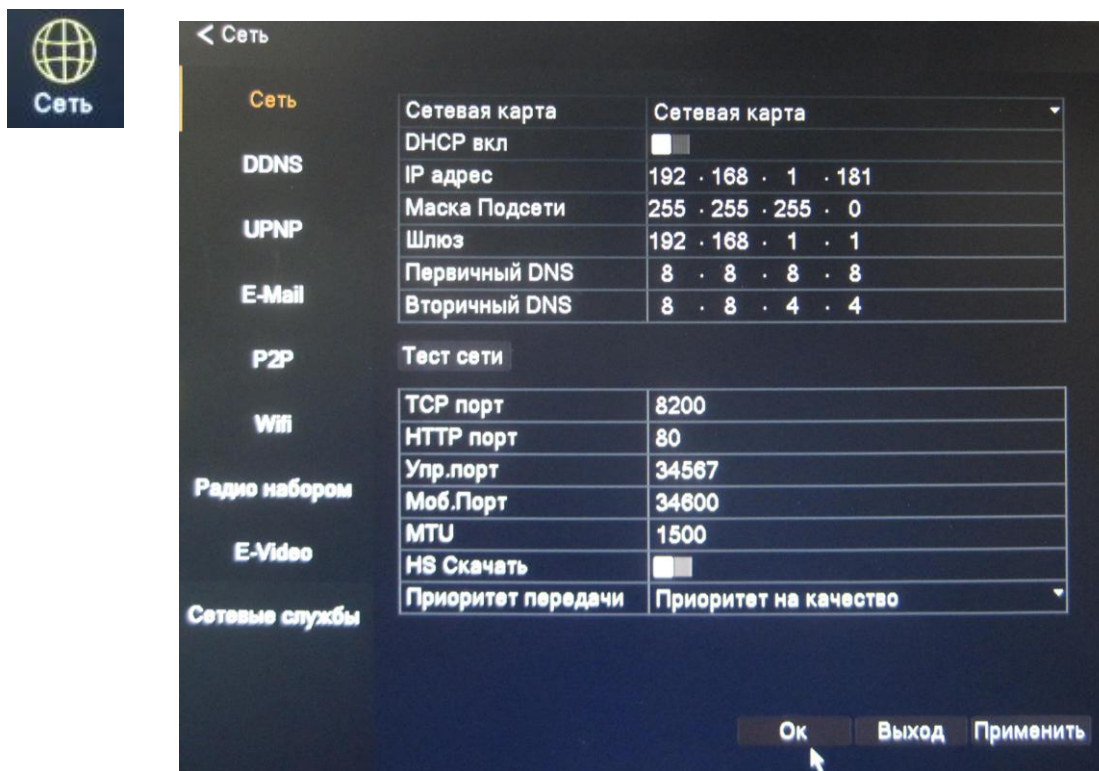 Сеть
< Сеть
Сеть
DDNS
UPNP
E-Mail
P2P
Wifi
Радио набором
E-Video
Сетевые службы
Сетевая карта Сетевая карта
DHCP вкл
IP адрес 192 . 168 . 1 . 181
Маска Подсети 255 . 255 . 255 . 0
Шлюз 192 . 168 . 1 . 1
Первичный DNS 8 . 8 . 8 . 8
Вторичный DNS 8 . 8 . 4 . 4
Тест сети
TCP порт 8200
HTTP порт 80
Упр.порт 34567
Моб.Порт 34600
MTU 1500
HS Скачать
Приоритет передачи Приоритет на качество
Ок Выход Применить